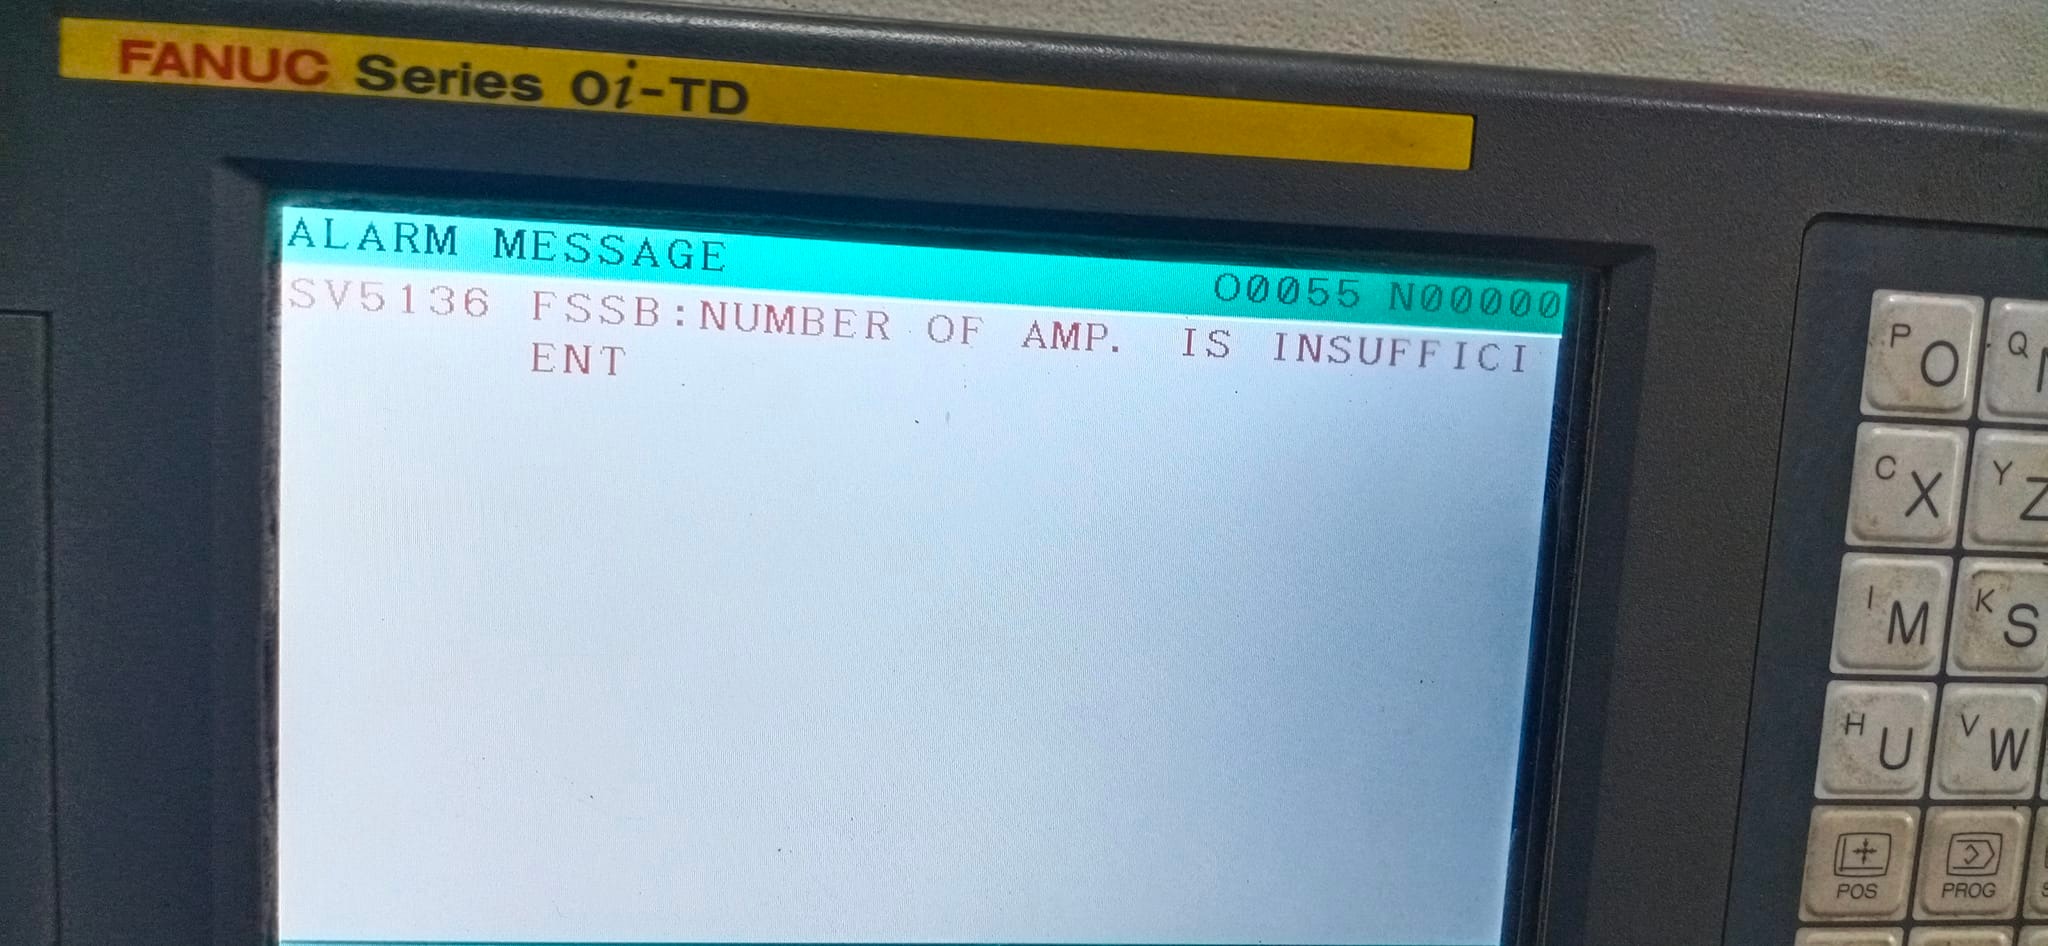 FANUC Series 0i-TD
ALARM MESSAGE
O0055 N00000
SV5136 FSSB:NUMBER OF AMP. IS INSUFFICI
ENT
P O
Q
C X
Y Z
I M
K S
H U
V W
POS
PROG